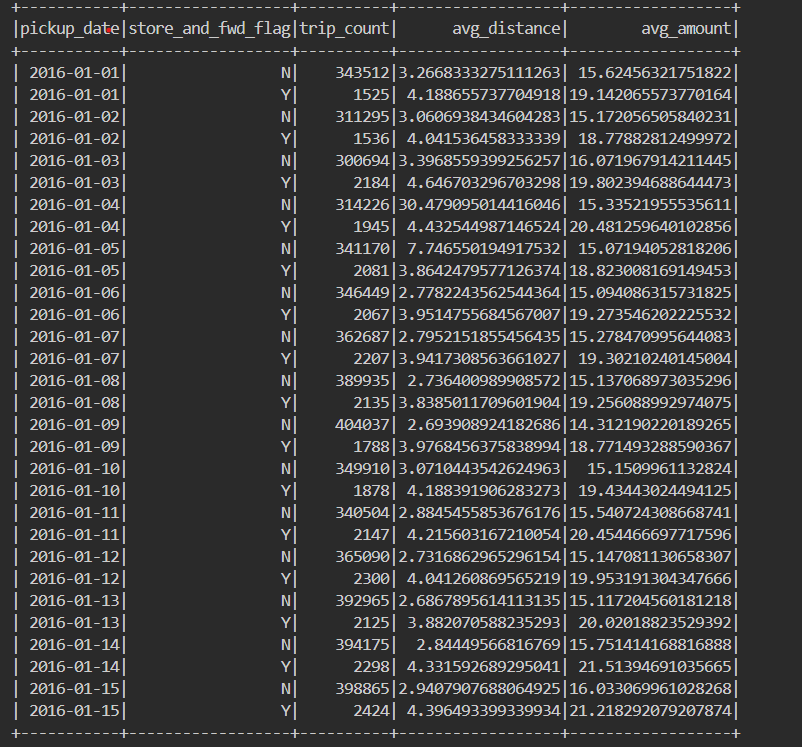 +-----------+------------------+----------+------------------+------------------+
|pickup_date|store_and_fwd_flag|trip_count|      avg_distance|        avg_amount|
+-----------+------------------+----------+------------------+------------------+
| 2016-01-01|                 N|    343512|3.2668333275111263| 15.62456321751822|
| 2016-01-01|                 Y|      1525| 4.188655737704918|19.142065573770164|
| 2016-01-02|                 N|    311295|3.0606938434604283|15.172056505840231|
| 2016-01-02|                 Y|      1536| 4.041536458333339| 18.77882812499972|
| 2016-01-03|                 N|    300694|3.3968559399256257|16.071967914211445|
| 2016-01-03|                 Y|      2184| 4.646703296703298|19.802394688644473|
| 2016-01-04|                 N|    314226|30.479095014416046| 15.33521955535611|
| 2016-01-04|                 Y|      1945| 4.432544987146524|20.481259640102856|
| 2016-01-05|                 N|    341170| 7.746550194917532| 15.07194052818206|
| 2016-01-05|                 Y|      2081|3.8642479577126374|18.823008169149453|
| 2016-01-06|                 N|    346449|2.7782243562544364|15.094086315731825|
| 2016-01-06|                 Y|      2067|3.9514755684567007|19.273546202225532|
| 2016-01-07|                 N|    362687|2.7952151855456435|15.278470995644083|
| 2016-01-07|                 Y|      2207|3.9417308563661027| 19.30210240145004|
| 2016-01-08|                 N|    389935| 2.736400989908572|15.137068973035296|
| 2016-01-08|                 Y|      2135|3.8385011709601904|19.256088992974075|
| 2016-01-09|                 N|    404037| 2.693908924182686|14.312190220189265|
| 2016-01-09|                 Y|      1788|3.9768456375838994|18.771493288590367|
| 2016-01-10|                 N|    349910|3.0710443542624963|  15.1509961132824|
| 2016-01-10|                 Y|      1878| 4.188391906283273| 19.43443024494125|
| 2016-01-11|                 N|    340504|2.8845455853676176|15.540724308668741|
| 2016-01-11|                 Y|      2147| 4.215603167210054|20.454466697717596|
| 2016-01-12|                 N|    365090|2.7316862965296154|15.147081130658307|
| 2016-01-12|                 Y|      2300| 4.041260869565219|19.953191304347666|
| 2016-01-13|                 N|    392965|2.6867895614113135|15.117204560181218|
| 2016-01-13|                 Y|      2125| 3.882070588235293| 20.02018823529392|
| 2016-01-14|                 N|    394175|  2.84449566816769|15.751414168816888|
| 2016-01-14|                 Y|      2298| 4.331592689295041| 21.51394691035665|
| 2016-01-15|                 N|    398865|2.9407907688064925|16.033069961028268|
| 2016-01-15|                 Y|      2424| 4.396493399339934|21.218292079207874|
+-----------+------------------+----------+------------------+------------------+